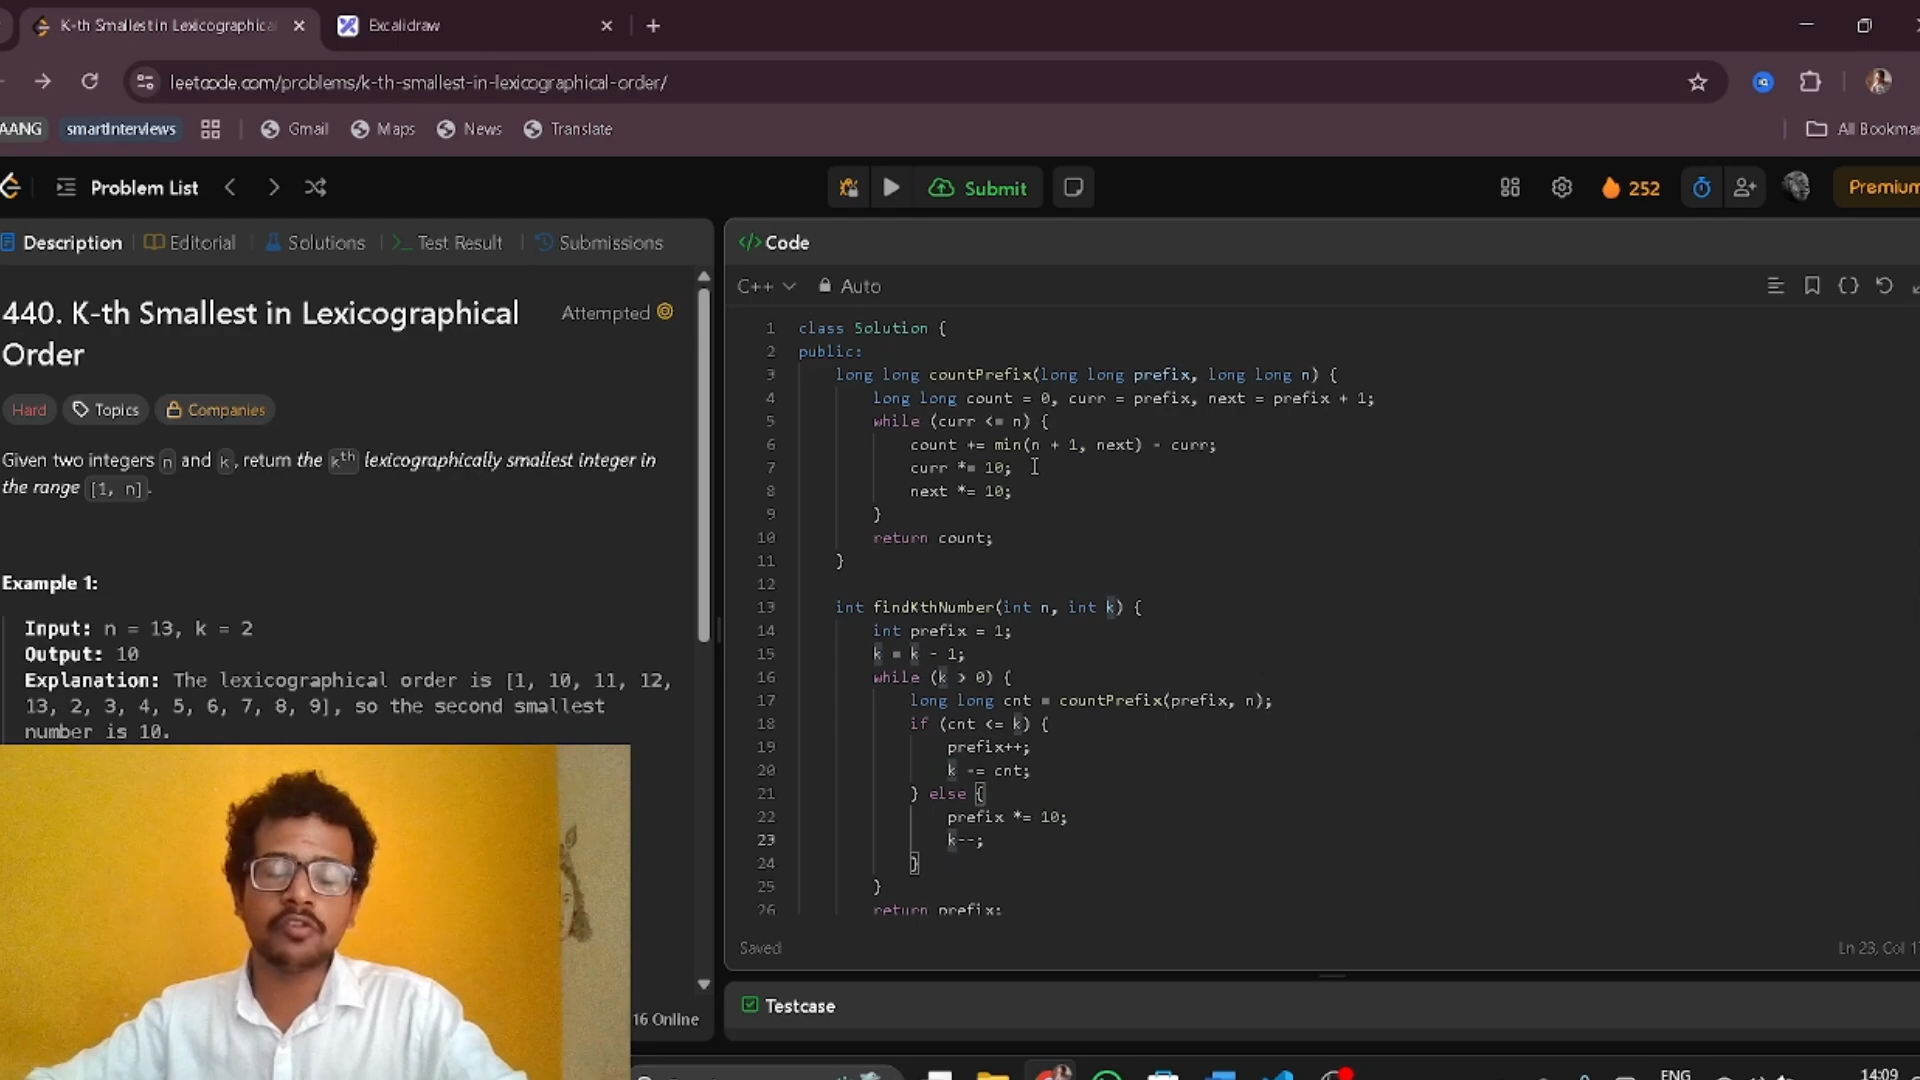 K-th Smallest in Lexicographica
Excalidraw
leetcode.com/problems/k-th-smallest-in-lexicographical-order/
AANG smartInterviews Gmail Maps News Translate All Bookmar
Problem List Submit 252 Premium
Description Editorial Solutions Test Result Submissions
440. K-th Smallest in Lexicographical
Order
Attempted
Hard Topics Companies
Given two integers n and k, return the kth lexicographically smallest integer in
the range [1, n].
Example 1:
Input: n = 13, k = 2
Output: 10
Explanation: The lexicographical order is [1, 10, 11, 12,
13, 2, 3, 4, 5, 6, 7, 8, 9], so the second smallest
number is 10.
16 Online
</> Code
C++ Auto
1 class Solution {
2 public:
3 long long countPrefix(long long prefix, long long n) {
4 long long count = 0, curr = prefix, next = prefix + 1;
5 while (curr <= n) {
6 count += min(n + 1, next) - curr;
7 curr *= 10;
8 next *= 10;
9 }
10 return count;
11 }
12
13 int findKthNumber(int n, int k) {
14 int prefix = 1;
15 k = k - 1;
16 while (k > 0) {
17 long long cnt = countPrefix(prefix, n);
18 if (cnt <= k) {
19 prefix++;
20 k -= cnt;
21 } else {
22 prefix *= 10;
23 k--;
24 }
25 }
26 return prefix;
Saved
Ln 23, Col 1
Testcase
ENG
14:09